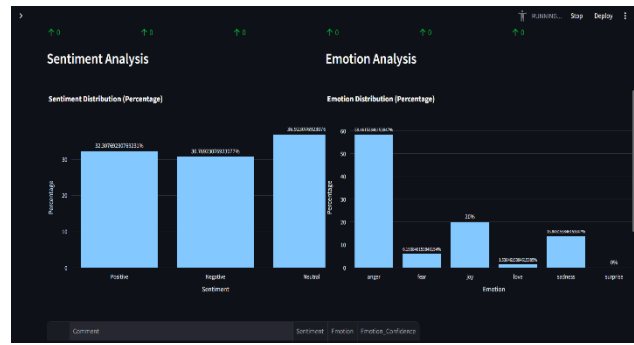 RUNNING... Stop Deploy
↑ 0 ↑ 0 ↑ 0 ↑ 0 ↑ 0 ↑ 0
Sentiment Analysis
Emotion Analysis
Sentiment Distribution (Percentage)
Percentage
30
20
10
0
Positive Negative Neutral
Sentiment
Emotion Distribution (Percentage)
Percentage
60
50
40
30
20
10
0
20%
0%
anger fear joy love sadness surprise
Emotion
Comment Sentiment Emotion Emotion_Confidence